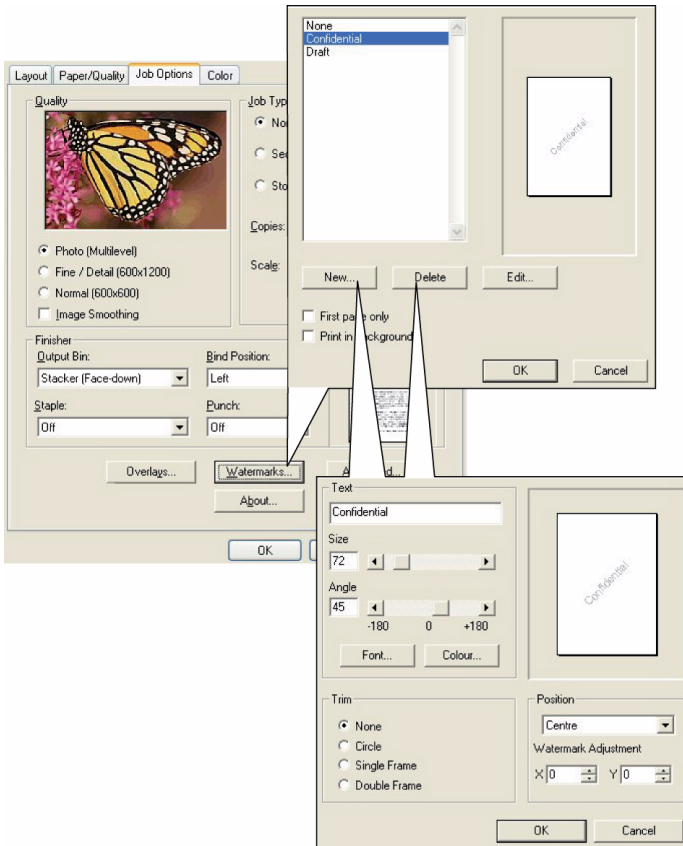 None
Confidential
Draft
Confidential
New...
Delete
Edit...
First page only
Print in background
OK
Cancel
Layout
Paper/Quality
Job Options
Color
Quality
Photo (Multilevel)
Fine / Detail (600x1200)
Normal (600x600)
Image Smoothing
Job Typ
No
Sec
Sto
Copies:
Scale:
Finisher
Output Bin:
Bind Position:
Stacker (Face-down)
Left
Staple:
Punch:
Off
Off
Overlays...
Watermarks...
About...
OK
Text
Confidential
Size
72
Angle
45
-180 0 +180
Font...
Colour...
Confidential
Trim
None
Circle
Single Frame
Double Frame
Position
Centre
Watermark Adjustment
X 0 Y 0
OK
Cancel